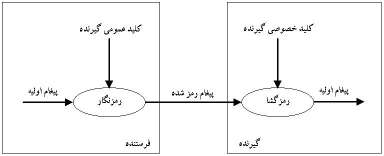 کلید عمومی گیرنده
کلید خصوصی گیرنده
پیغام اولیه
رمزنگار
پیغام رمز شده
رمزگشا
پیغام اولیه
فرستنده
گیرنده